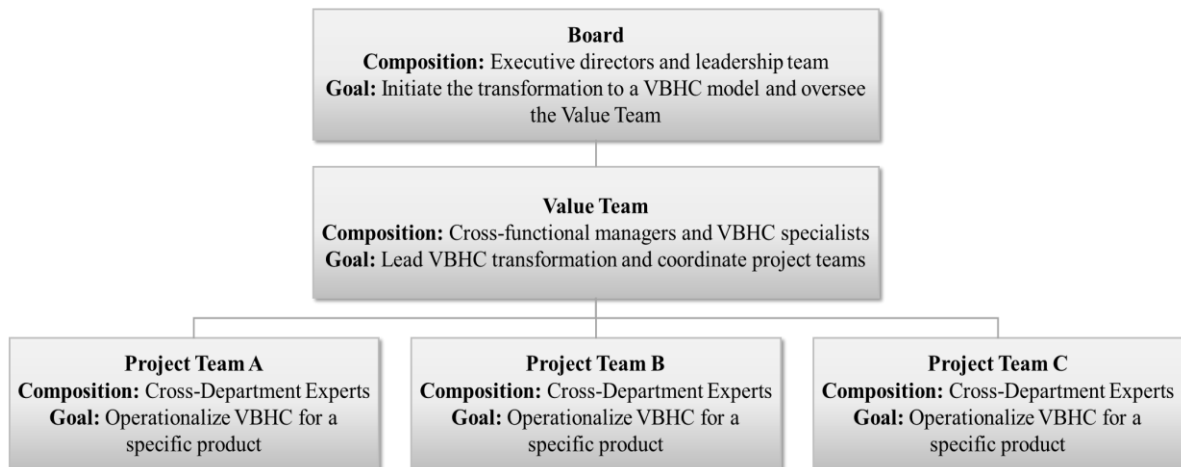 Board
Composition: Executive directors and leadership team
Goal: Initiate the transformation to a VBHC model and oversee
the Value Team
Value Team
Composition: Cross-functional managers and VBHC specialists
Goal: Lead VBHC transformation and coordinate project teams
Project Team A
Composition: Cross-Department Experts
Goal: Operationalize VBHC for a
specific product
Project Team B
Composition: Cross-Department Experts
Goal: Operationalize VBHC for a
specific product
Project Team C
Composition: Cross-Department Experts
Goal: Operationalize VBHC for a
specific product